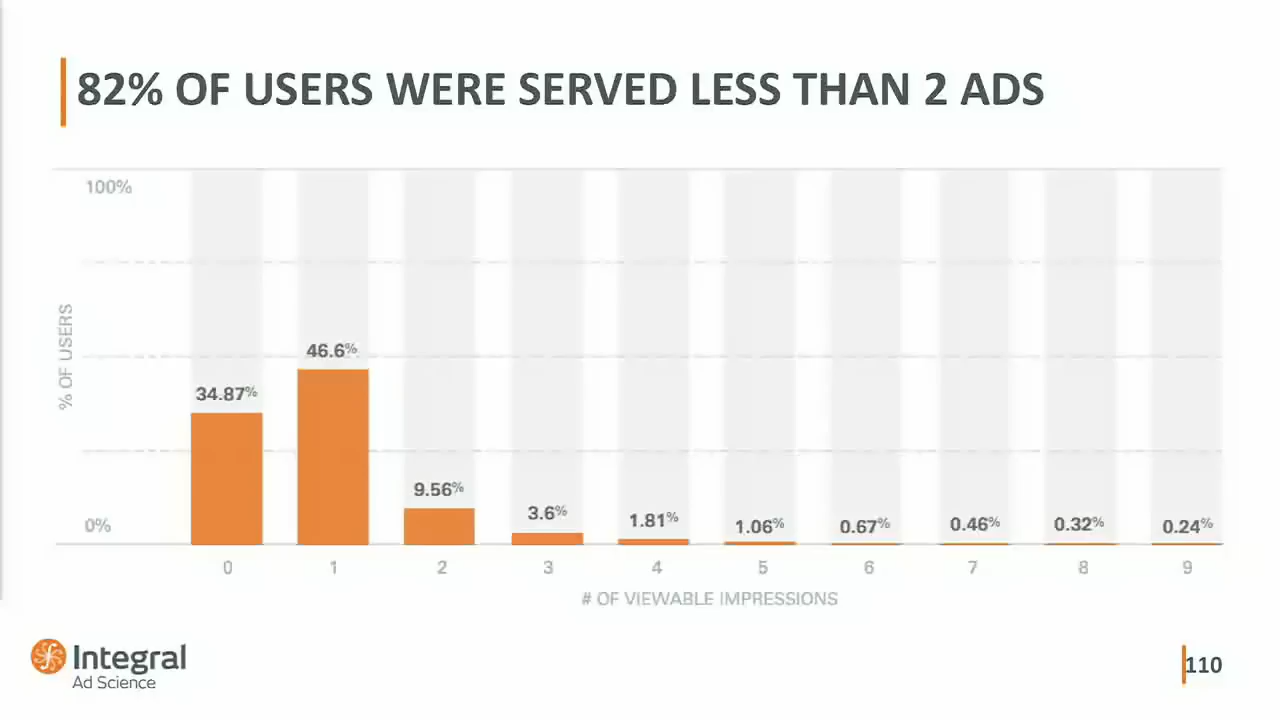 82% OF USERS WERE SERVED LESS THAN 2 ADS
100%
% OF USERS
0%
34.87%
46.6%
9.56%
3.6%
1.81%
1.06%
0.67%
0.46%
0.32%
0.24%
0 1 2 3 4 5 6 7 8 9
# OF VIEWABLE IMPRESSIONS
Integral
Ad Science
110